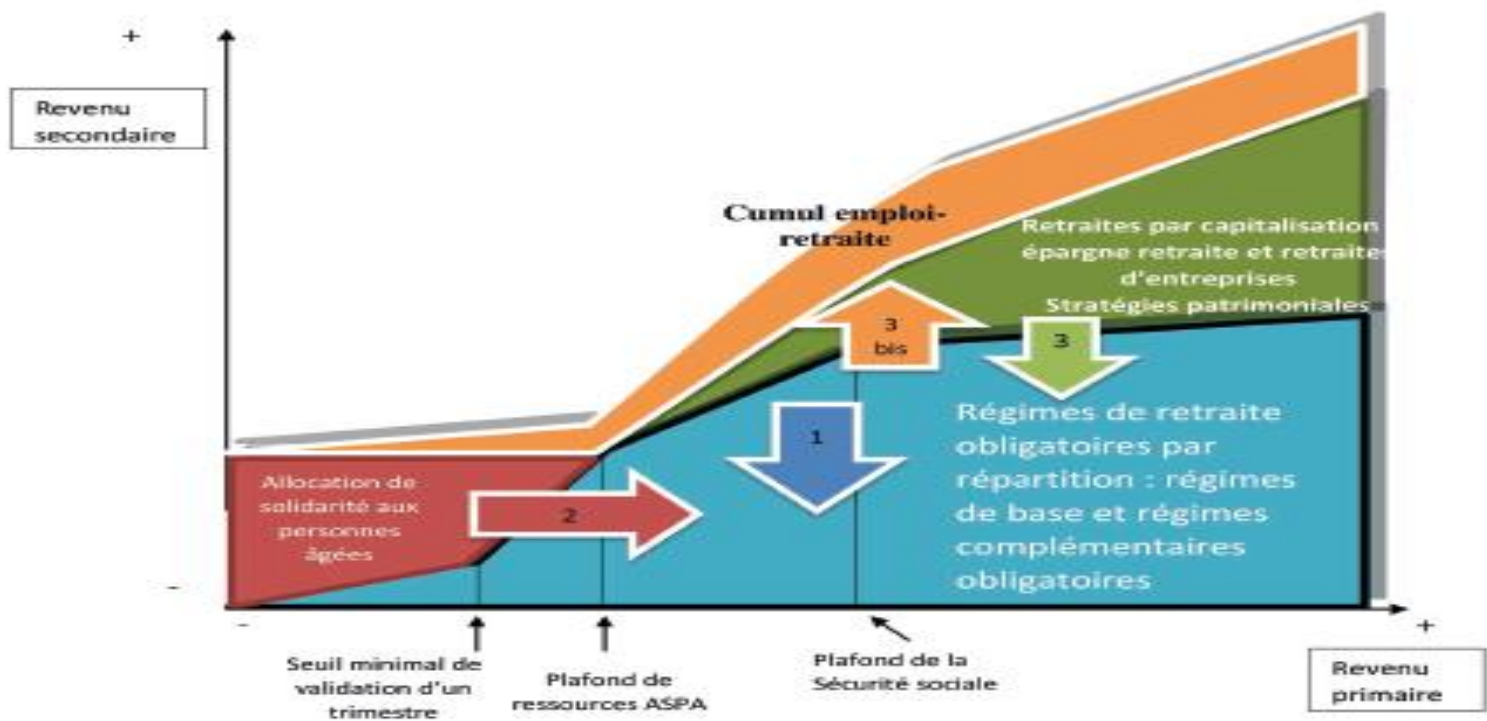 +
Revenu
secondaire
Cumul emploi-
retraite
Retraites par capitalisation
épargne retraite et retraites
d'entreprises
Stratégies patrimoniales
3
bis
3
1
Régimes de retraite
obligatoires par
répartition : régimes
de base et régimes
complémentaires
obligatoires
Allocation de
solidarité aux
personnes
âgées
2
-
-
+
Seuil minimal de
validation d'un
trimestre
Plafond de
ressources ASPA
Plafond de la
Sécurité sociale
Revenu
primaire